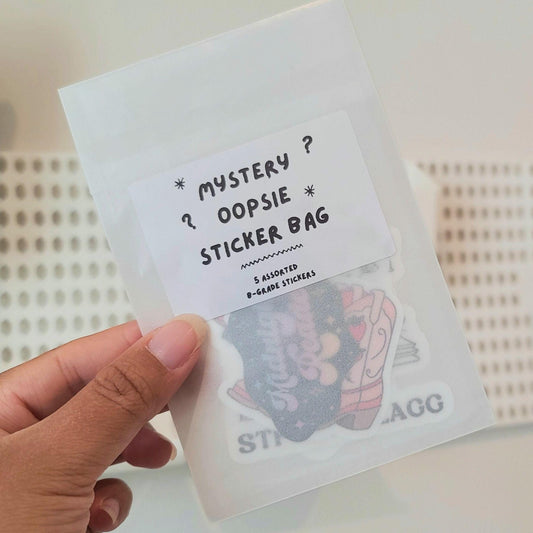 * MYSTERY ?
? OOPSIE *
STICKER BAG
5 ASSORTED
B-GRADE STICKERS